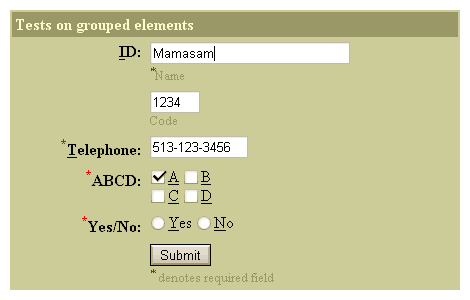 Tests on grouped elements
ID: Mamasam
*Name
1234
Code
*Telephone: 513-123-3456
*ABCD: A B
C D
*Yes/No: Yes No
Submit
* denotes required field